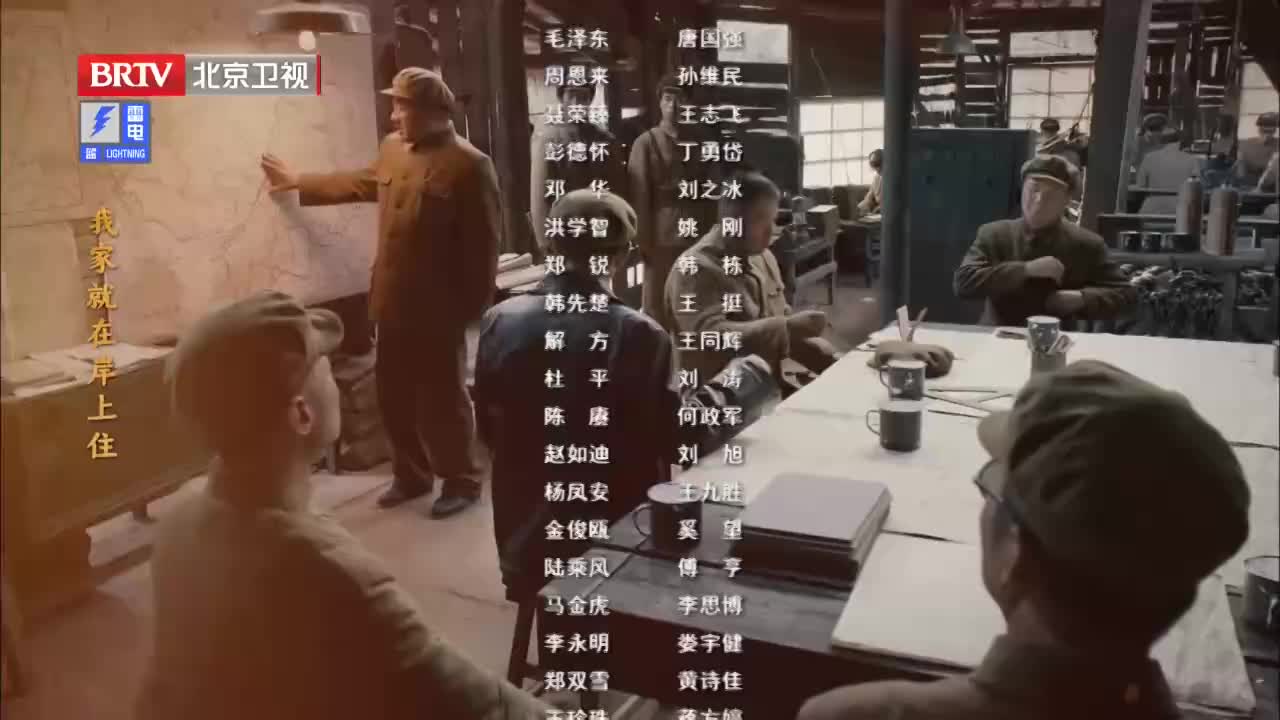 BRTV 北京卫视
雷电
LIGHTNING
我家就在岸上住
毛泽东 唐国强
周恩来 孙维民
聂荣臻 王志飞
彭德怀 丁勇岱
邓 华 刘之冰
洪学智 姚 刚
郑 锐 韩 栋
韩先楚 王 挺
解 方 王同辉
杜 平 刘 涛
陈 赓 何政军
赵如迪 刘 旭
杨凤安 王九胜
金俊瓯 奚 望
陆乘风 傅 亨
马金虎 李思博
李永明 娄宇健
郑双雪 黄诗佳